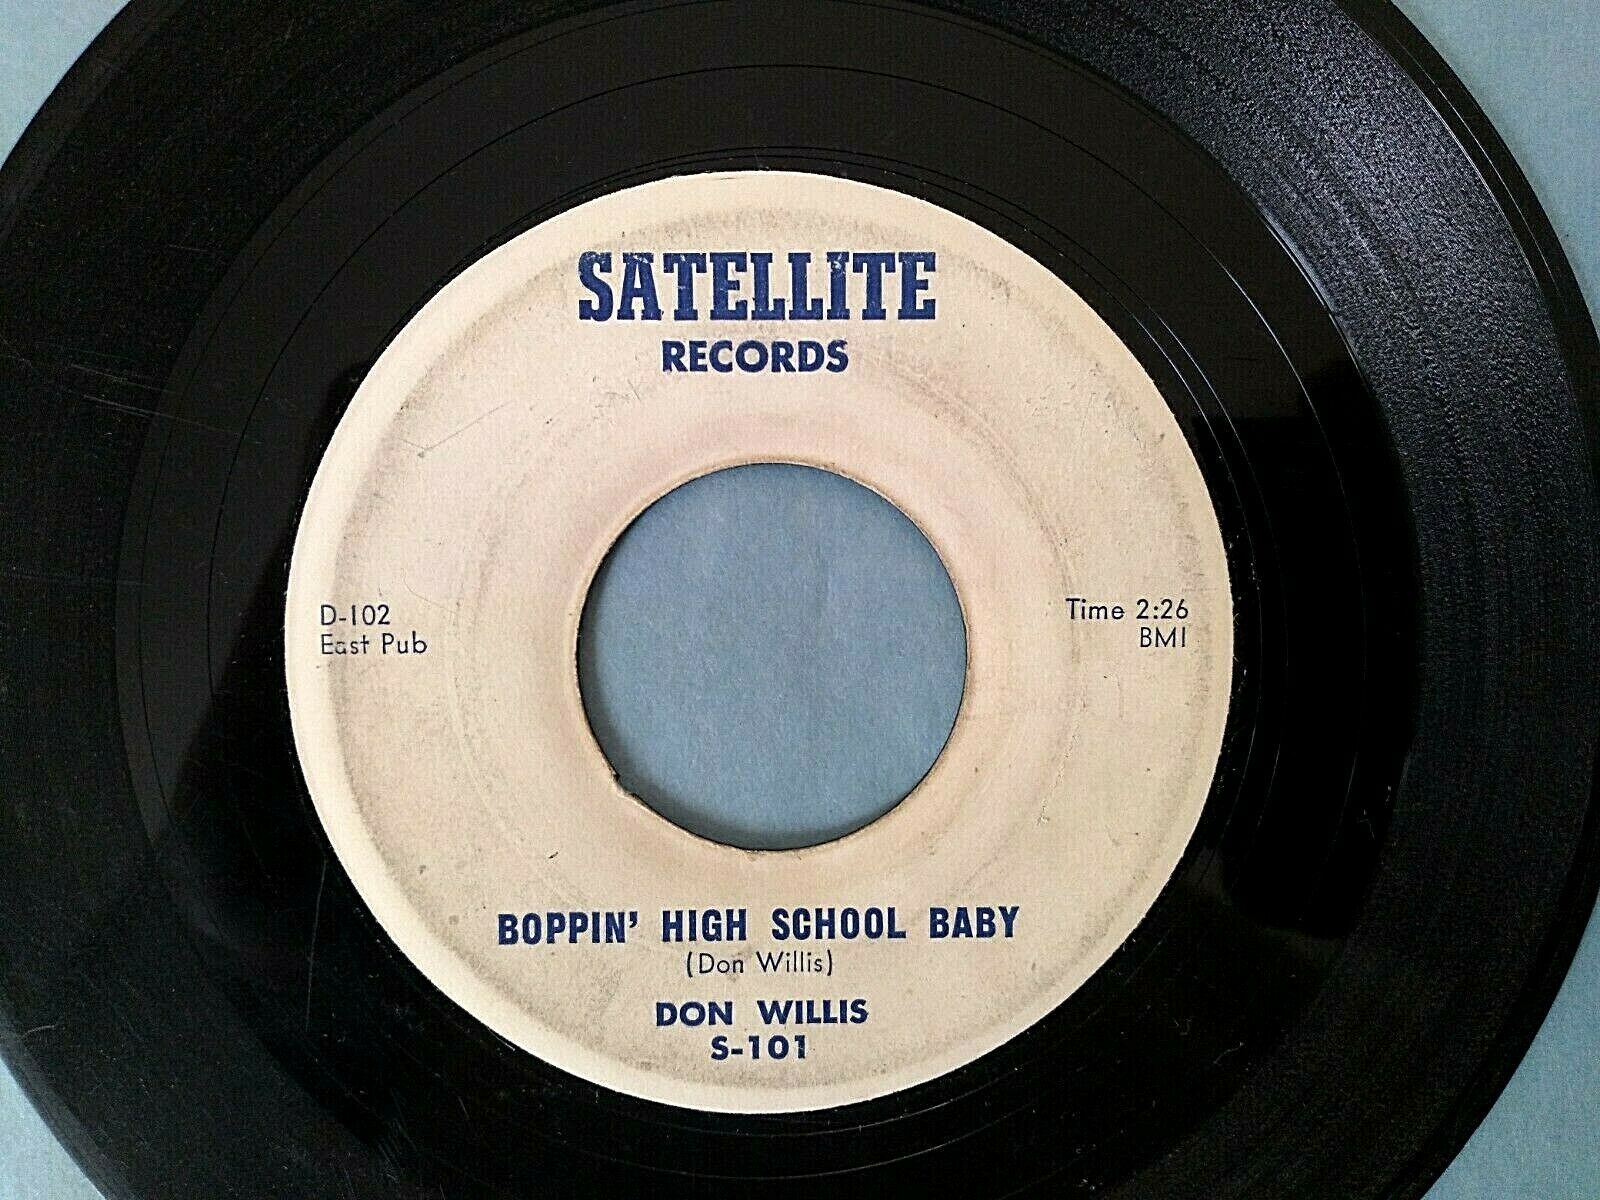 SATELLITE
RECORDS
D-102
East Pub
Time 2:26
BMI
BOPPIN' HIGH SCHOOL BABY
(Don Willis)
DON WILLIS
S-101